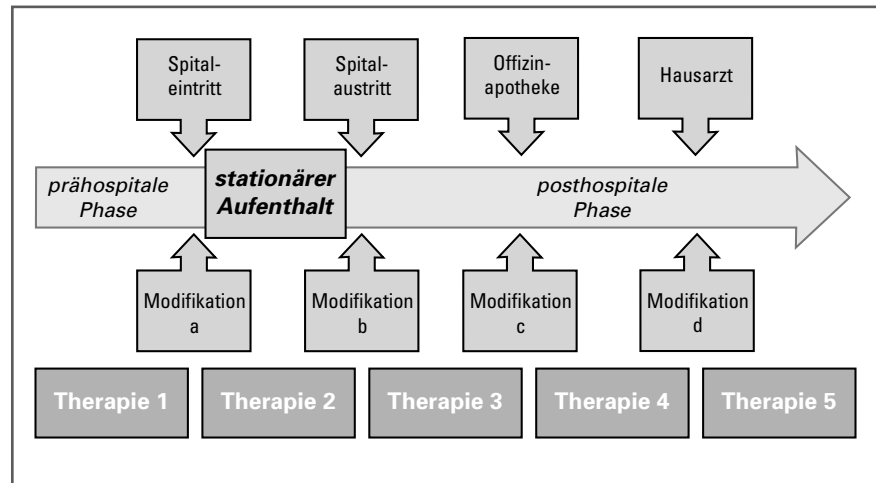 Spital-
eintritt
Spital-
austritt
Offizin-
apotheke
Hausarzt
prähospitale
Phase
stationärer
Aufenthalt
posthospitale
Phase
Modifikation
a
Modifikation
b
Modifikation
c
Modifikation
d
Therapie 1
Therapie 2
Therapie 3
Therapie 4
Therapie 5